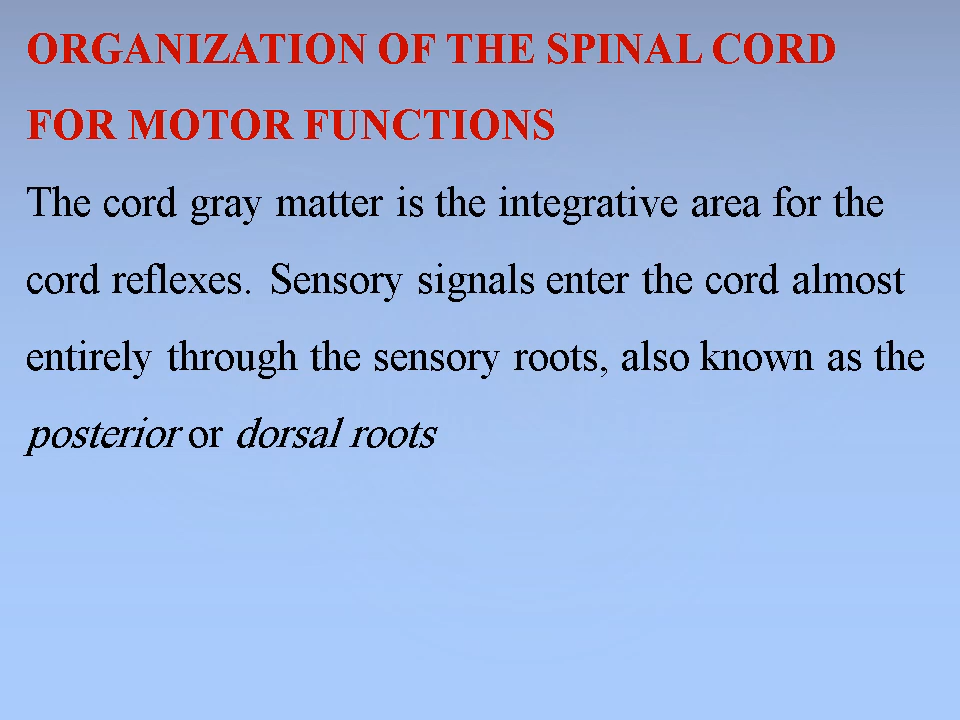 ORGANIZATION OF THE SPINAL CORD
FOR MOTOR FUNCTIONS
The cord gray matter is the integrative area for the
cord reflexes. Sensory signals enter the cord almost
entirely through the sensory roots, also known as the
posterior or dorsal roots